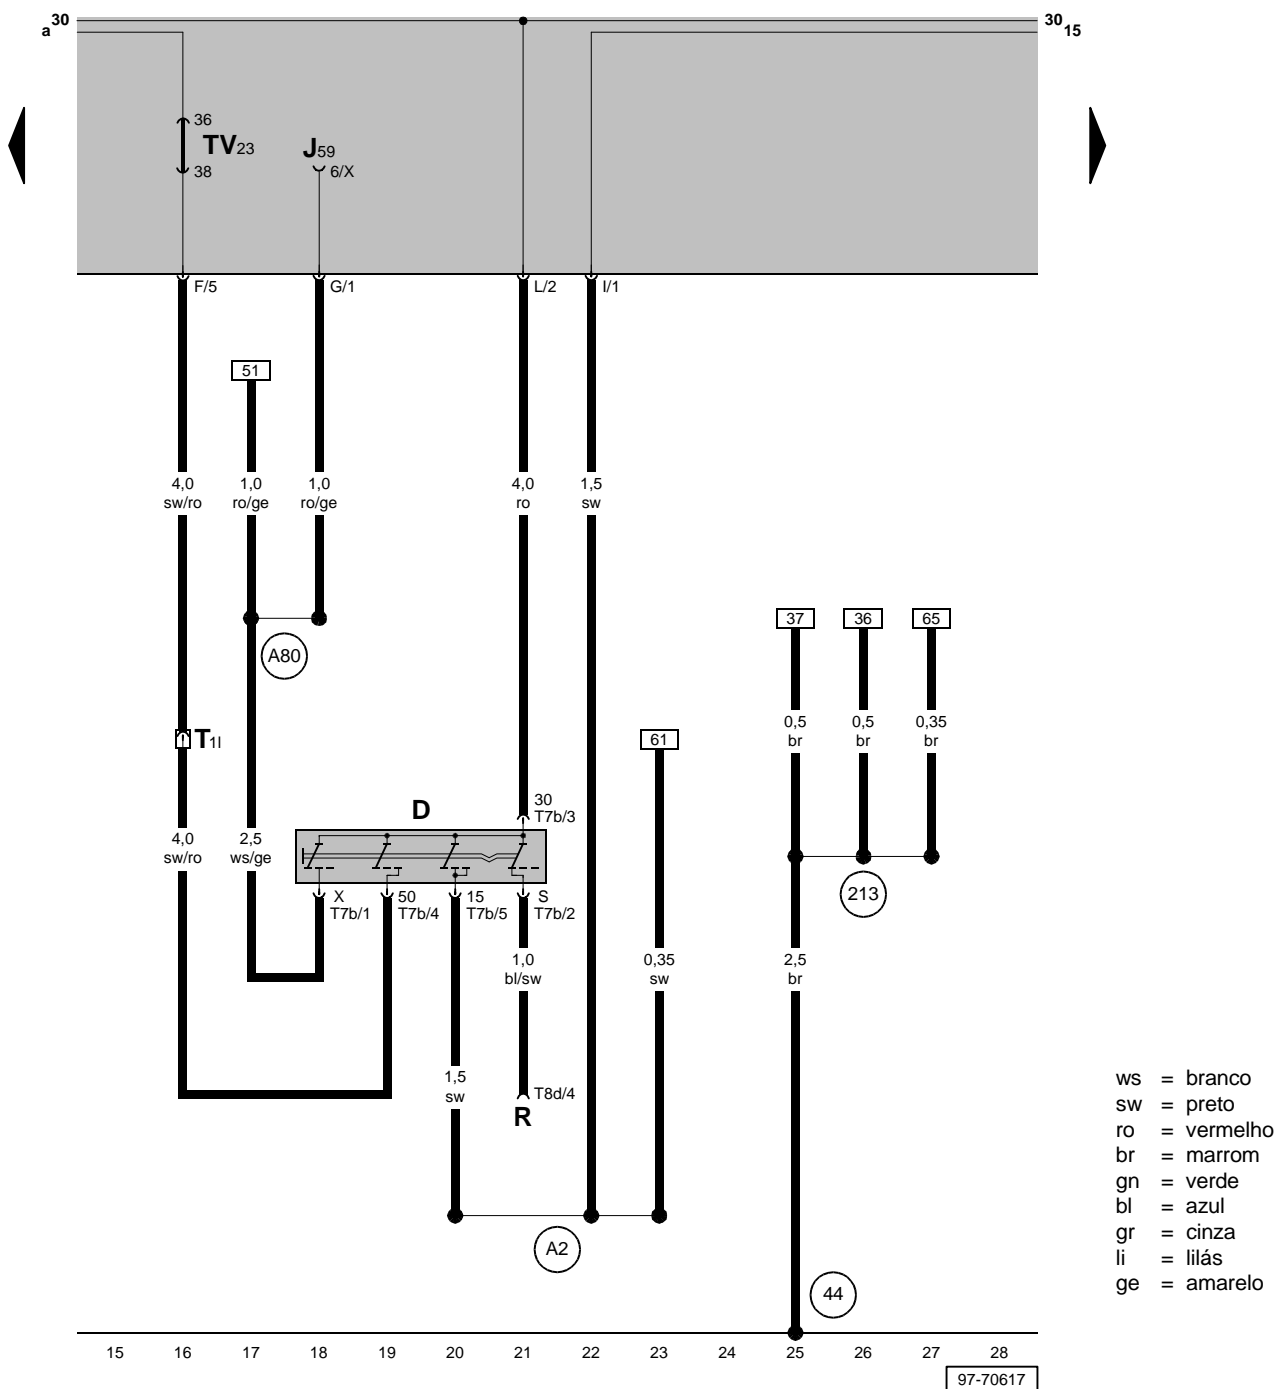 30
a
30
15
36
TV23
38
J59
6/X
F/5
G/1
L/2
I/1
51
4,0
sw/ro
1,0
ro/ge
1,0
ro/ge
4,0
ro
1,5
sw
A80
37
36
65
0,5
br
0,5
br
0,35
br
T1l
61
D
30
T7b/3
4,0
sw/ro
2,5
ws/ge
X
T7b/1
50
T7b/4
15
T7b/5
S
T7b/2
213
1,0
bl/sw
0,35
sw
2,5
br
1,5
sw
T8d/4
R
A2
44
ws = branco
sw = preto
ro = vermelho
br = marrom
gn = verde
bl = azul
gr = cinza
li = lilás
ge = amarelo
15 16 17 18 19 20 21 22 23 24 25 26 27 28
97-70617